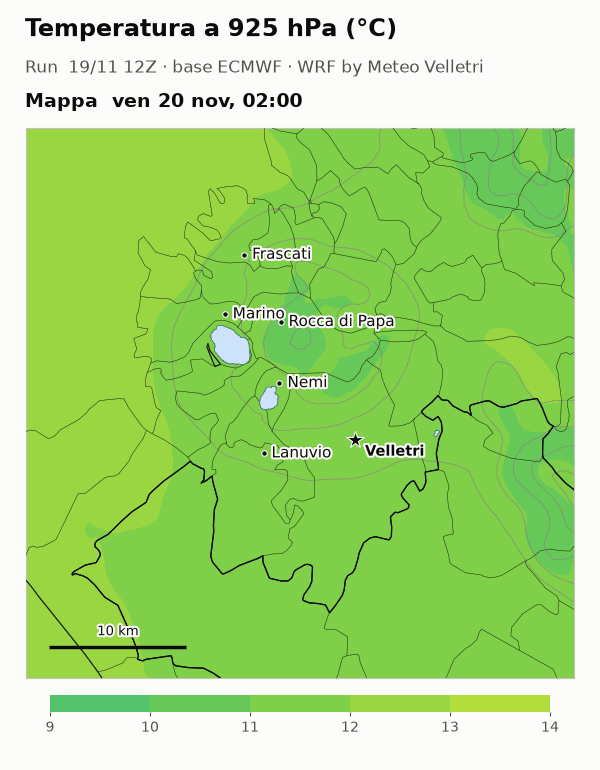 Temperatura a 925 hPa (°C)
Run  19/11 12Z · base ECMWF · WRF by Meteo Velletri
Mappa  ven 20 nov, 02:00
Frascati
Marino
Rocca di Papa
Nemi
Velletri
Lanuvio
10 km
9 10 11 12 13 14